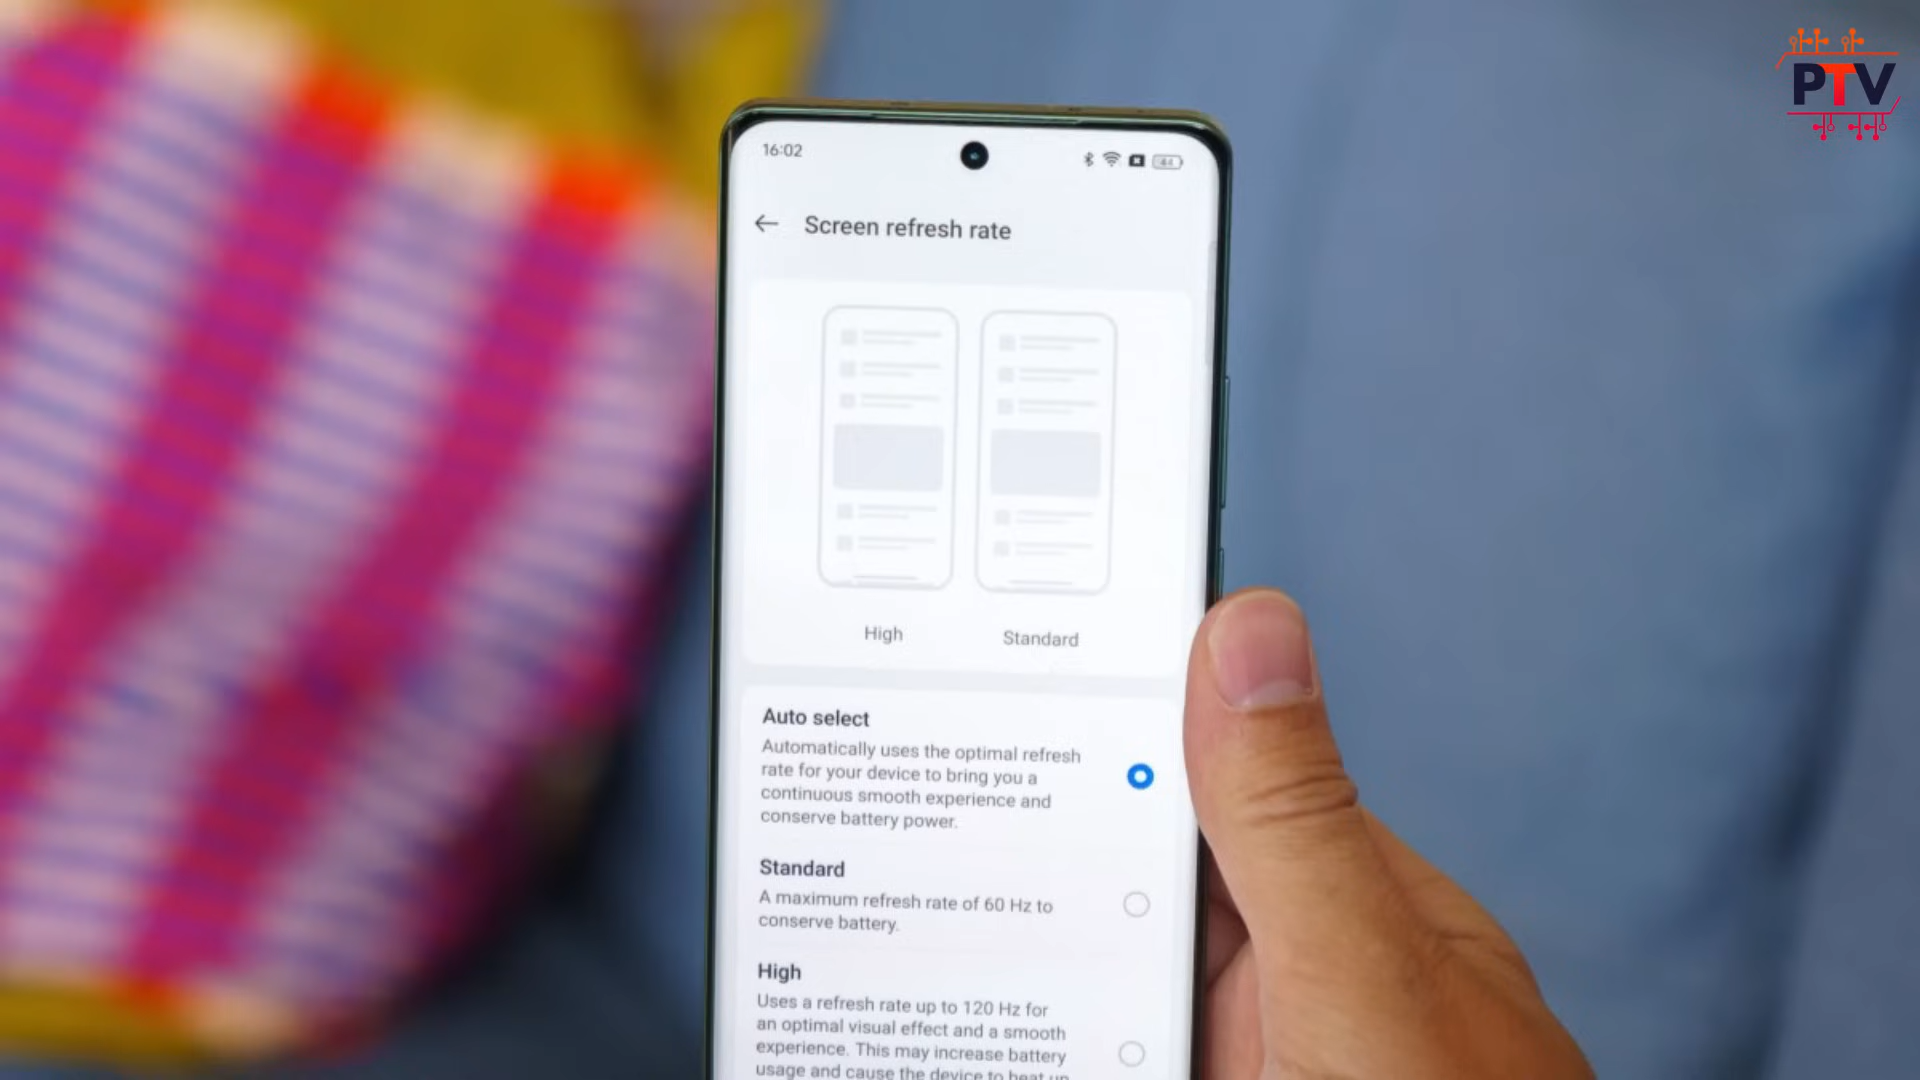 PTV
16:02
44
Screen refresh rate
High
Standard
Auto select
Automatically uses the optimal refresh
rate for your device to bring you a
continuous smooth experience and
conserve battery power.
Standard
A maximum refresh rate of 60 Hz to
conserve battery.
High
Uses a refresh rate up to 120 Hz for
an optimal visual effect and a smooth
experience. This may increase battery
usage and cause the device to heat up